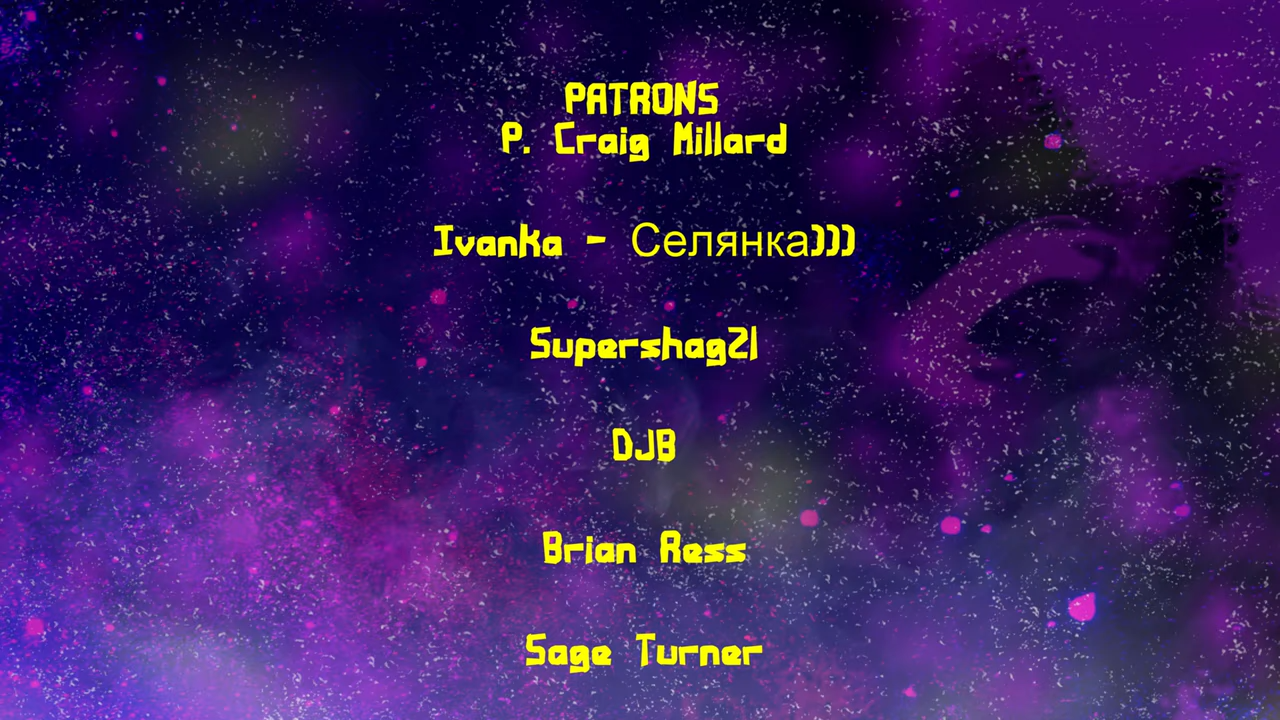 PATRONS
P. Craig Millard
Ivanka - Селянка)))
Supershag21
DJB
Brian Ress
Sage Turner